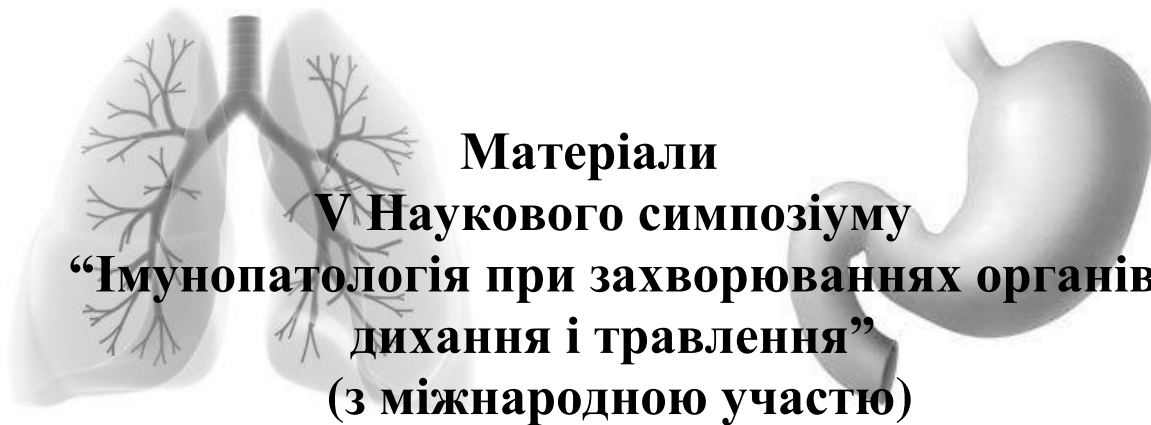 Матеріали
V Наукового симпозіуму
“Імунопатологія при захворюваннях органів
дихання і травлення”
(з міжнародною участю)